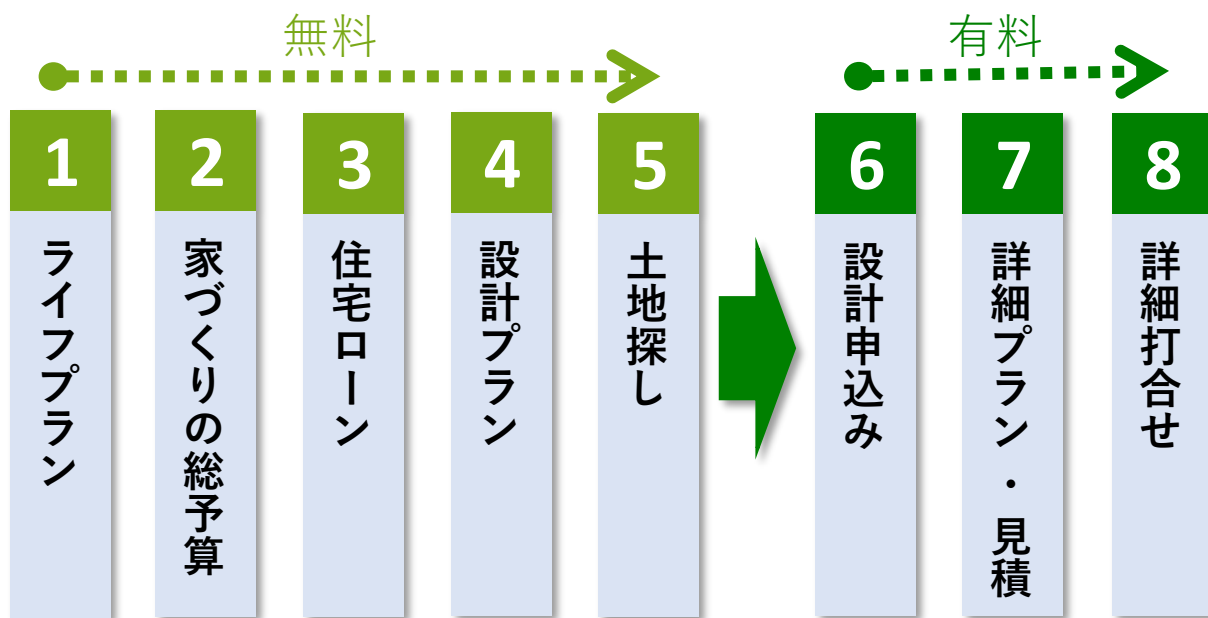 無料
有料
1
ライフプラン
2
家づくりの総予算
3
住宅ローン
4
設計プラン
5
土地探し
6
設計申込み
7
詳細プラン・見積
8
詳細打合せ